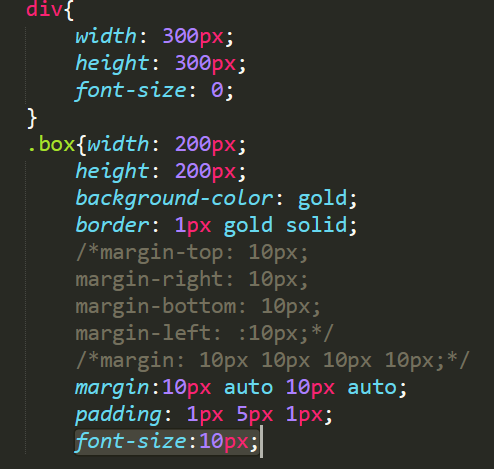 div{
width: 300px;
height: 300px;
font-size: 0;
}
.box{width: 200px;
height: 200px;
background-color: gold;
border: 1px gold solid;
/*margin-top: 10px;
margin-right: 10px;
margin-bottom: 10px;
margin-left: :10px;*/
/*margin: 10px 10px 10px 10px;*/
margin:10px auto 10px auto;
padding: 1px 5px 1px;
font-size:10px;